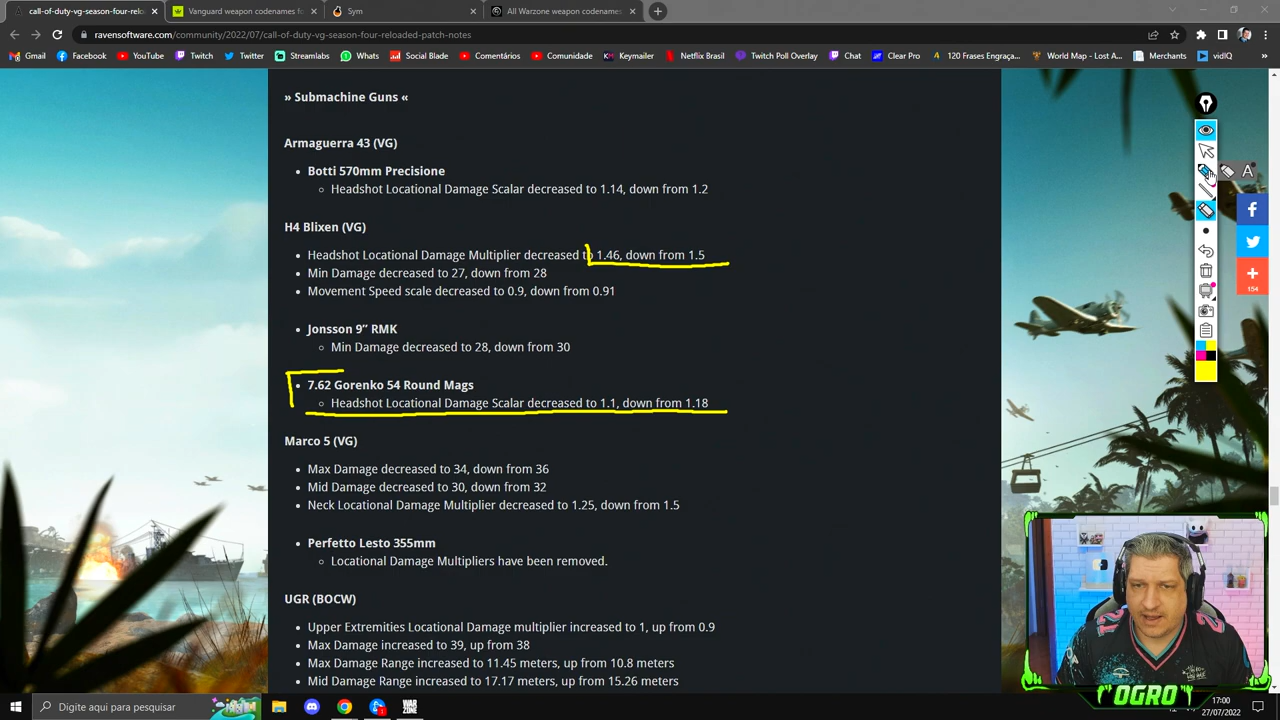 call-of-duty-vg-season-four-reloa
Vanguard weapon codenames fo
Sym
All Warzone weapon codenames
ravensoftware.com/community/2022/07/call-of-duty-vg-season-four-reloaded-patch-notes
Gmail
Facebook
YouTube
Twitch
Twitter
Streamlabs
Whats
Social Blade
Comentários
Comunidade
Keymailer
Netflix Brasil
Twitch Poll Overlay
Chat
Clear Pro
120 Frases Engraça...
World Map - Lost A...
Merchants
vidIQ
» Submachine Guns «
Armaguerra 43 (VG)
Botti 570mm Precisione
Headshot Locational Damage Scalar decreased to 1.14, down from 1.2
H4 Blixen (VG)
Headshot Locational Damage Multiplier decreased to 1.46, down from 1.5
Min Damage decreased to 27, down from 28
Movement Speed scale decreased to 0.9, down from 0.91
Jonsson 9” RMK
Min Damage decreased to 28, down from 30
7.62 Gorenko 54 Round Mags
Headshot Locational Damage Scalar decreased to 1.1, down from 1.18
Marco 5 (VG)
Max Damage decreased to 34, down from 36
Mid Damage decreased to 30, down from 32
Neck Locational Damage Multiplier decreased to 1.25, down from 1.5
Perfetto Lesto 355mm
Locational Damage Multipliers have been removed.
UGR (BOCW)
Upper Extremities Locational Damage multiplier increased to 1, up from 0.9
Max Damage increased to 39, up from 38
Max Damage Range increased to 11.45 meters, up from 10.8 meters
Mid Damage Range increased to 17.17 meters, up from 15.26 meters
A
154
OGRO
Digite aqui para pesquisar
WAR
ZONE
17:00
27/07/2022